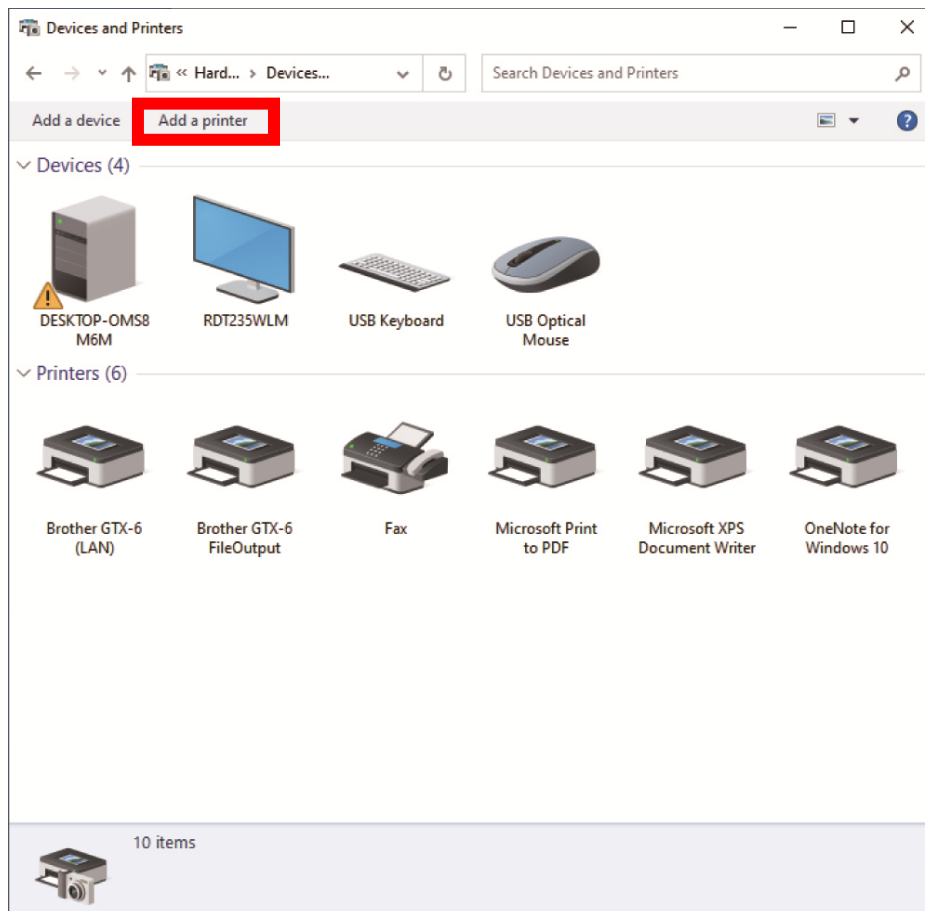 Devices and Printers
« Hard... › Devices...
Search Devices and Printers
Add a device
Add a printer
?
Devices (4)
DESKTOP-OMS8
M6M
RDT235WLM
USB Keyboard
USB Optical
Mouse
Printers (6)
Brother GTX-6
(LAN)
Brother GTX-6
FileOutput
Fax
Microsoft Print
to PDF
Microsoft XPS
Document Writer
OneNote for
Windows 10
10 items